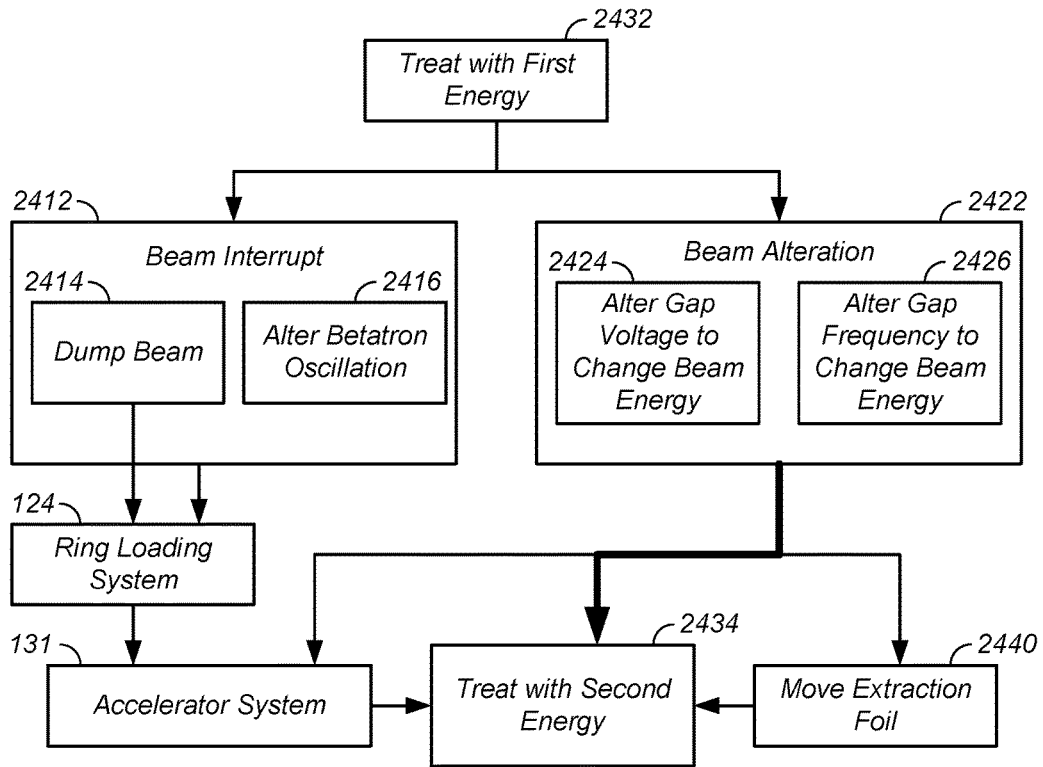 2432
Treat with First
Energy
2412
Beam Interrupt
2414
Dump Beam
2416
Alter Betatron
Oscillation
2422
Beam Alteration
2424
Alter Gap
Voltage to
Change Beam
Energy
2426
Alter Gap
Frequency to
Change Beam
Energy
124
Ring Loading
System
131
Accelerator System
2434
Treat with Second
Energy
2440
Move Extraction
Foil